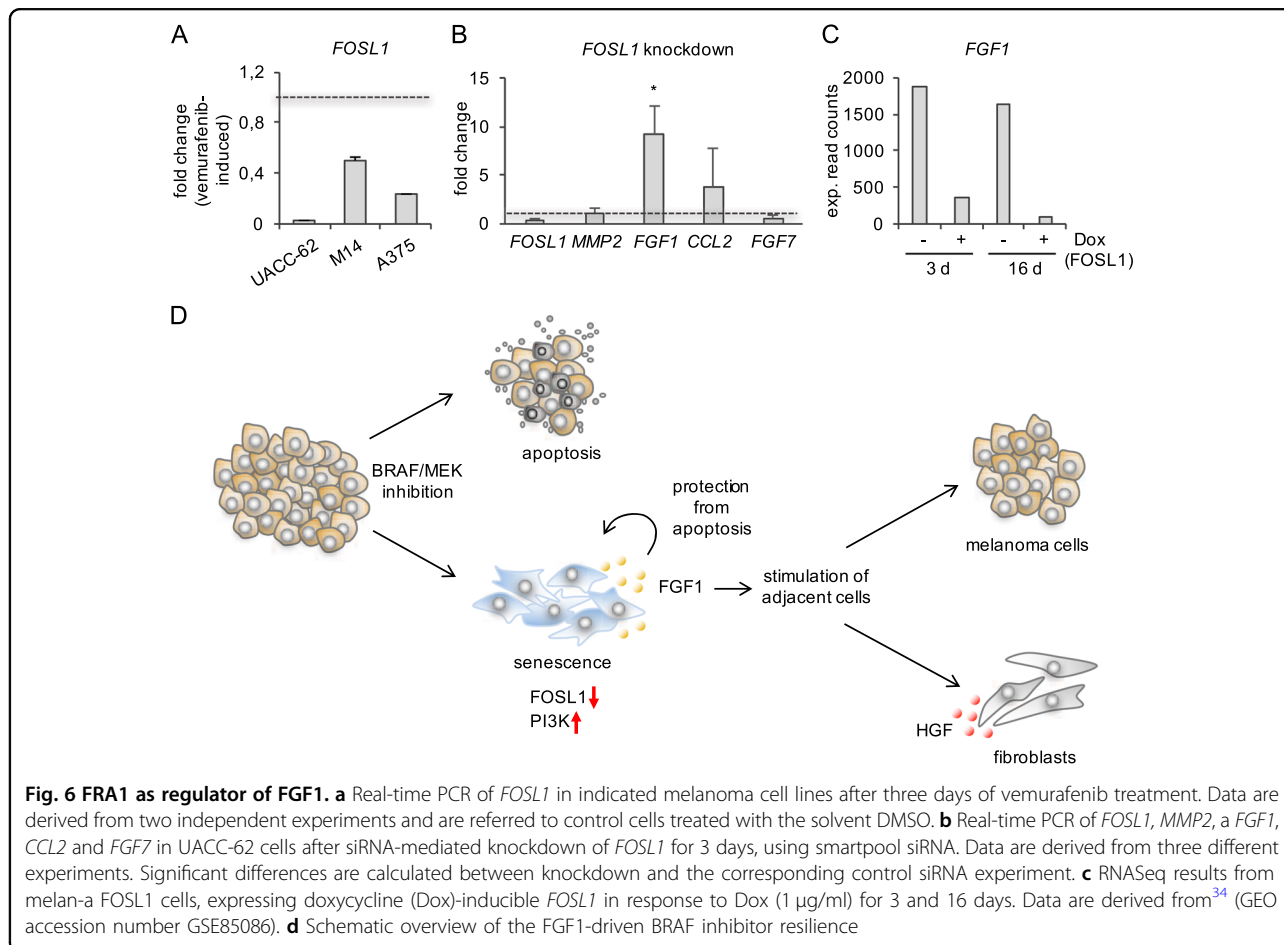 A
FOSL1
fold change
(vemurafenib-
induced)
1,2
0,8
0,4
0
UACC-62
M14
A375
B
FOSL1 knockdown
fold change
15
10
5
0
*
FOSL1 MMP2 FGF1 CCL2 FGF7
C
FGF1
exp. read counts
2000
1500
1000
500
0
- + - + Dox
(FOSL1)
3 d 16 d
D
BRAF/MEK
inhibition
apoptosis
protection
from
apoptosis
FGF1
stimulation of
adjacent cells
senescence
FOSL1
PI3K
melanoma cells
HGF
fibroblasts
Fig. 6 FRA1 as regulator of FGF1. a Real-time PCR of FOSL1 in indicated melanoma cell lines after three days of vemurafenib treatment. Data are
derived from two independent experiments and are referred to control cells treated with the solvent DMSO. b Real-time PCR of FOSL1, MMP2, a FGF1,
CCL2 and FGF7 in UACC-62 cells after siRNA-mediated knockdown of FOSL1 for 3 days, using smartpool siRNA. Data are derived from three different
experiments. Significant differences are calculated between knockdown and the corresponding control siRNA experiment. c RNASeq results from
melan-a FOSL1 cells, expressing doxycycline (Dox)-inducible FOSL1 in response to Dox (1 µg/ml) for 3 and 16 days. Data are derived from34 (GEO
accession number GSE85086). d Schematic overview of the FGF1-driven BRAF inhibitor resilience